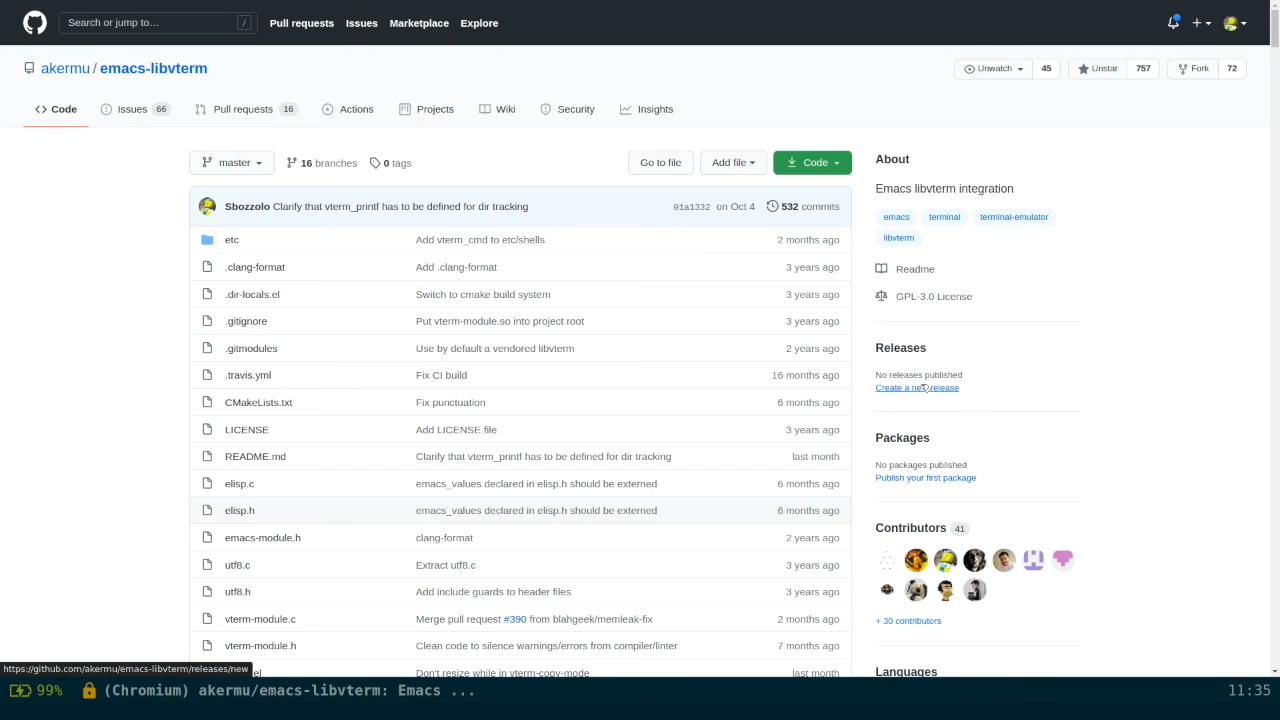 Search or jump to… /
Pull requests Issues Marketplace Explore
akermu / emacs-libvterm
Unwatch 45 Unstar 757 Fork 72
Code Issues 66 Pull requests 16 Actions Projects Wiki Security Insights
master 16 branches 0 tags
Go to file Add file Code
Sbozzolo Clarify that vterm_printf has to be defined for dir tracking 01a1332 on Oct 4 532 commits
etc Add vterm_cmd to etc/shells 2 months ago
.clang-format Add .clang-format 3 years ago
.dir-locals.el Switch to cmake build system 3 years ago
.gitignore Put vterm-module.so into project root 3 years ago
.gitmodules Use by default a vendored libvterm 2 years ago
.travis.yml Fix CI build 16 months ago
CMakeLists.txt Fix punctuation 6 months ago
LICENSE Add LICENSE file 3 years ago
README.md Clarify that vterm_printf has to be defined for dir tracking last month
elisp.c emacs_values declared in elisp.h should be externed 6 months ago
elisp.h emacs_values declared in elisp.h should be externed 6 months ago
emacs-module.h clang-format 2 years ago
utf8.c Extract utf8.c 3 years ago
utf8.h Add include guards to header files 3 years ago
vterm-module.c Merge pull request #390 from blahgeek/memleak-fix 2 months ago
vterm-module.h Clean code to silence warnings/errors from compiler/linter 7 months ago
Don't resize while in vterm-copy-mode last month
About
Emacs libvterm integration
emacs terminal terminal-emulator
libvterm
Readme
GPL-3.0 License
Releases
No releases published
Create a new release
Packages
No packages published
Publish your first package
Contributors 41
+ 30 contributors
Languages
https://github.com/akermu/emacs-libvterm/releases/new
99% (Chromium) akermu/emacs-libvterm: Emacs ... 11:35